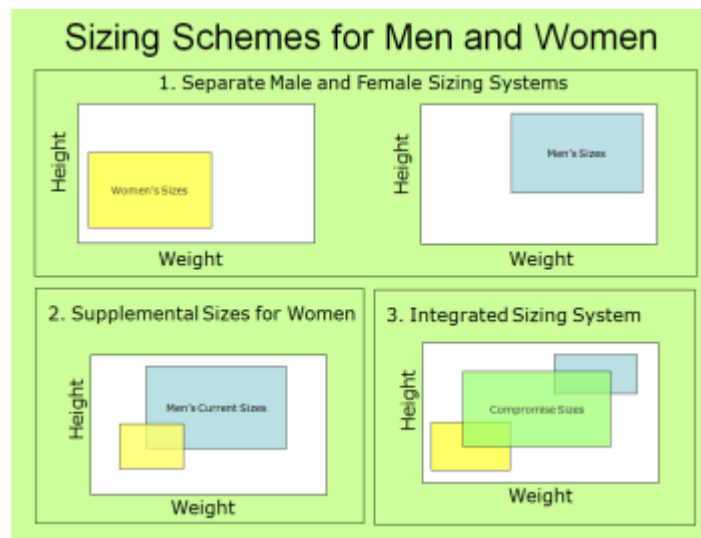 Sizing Schemes for Men and Women
1. Separate Male and Female Sizing Systems
Height
Women's Sizes
Weight
Height
Men's Sizes
Weight
2. Supplemental Sizes for Women
Height
Men's Current Sizes
Weight
3. Integrated Sizing System
Height
Compromise Sizes
Weight